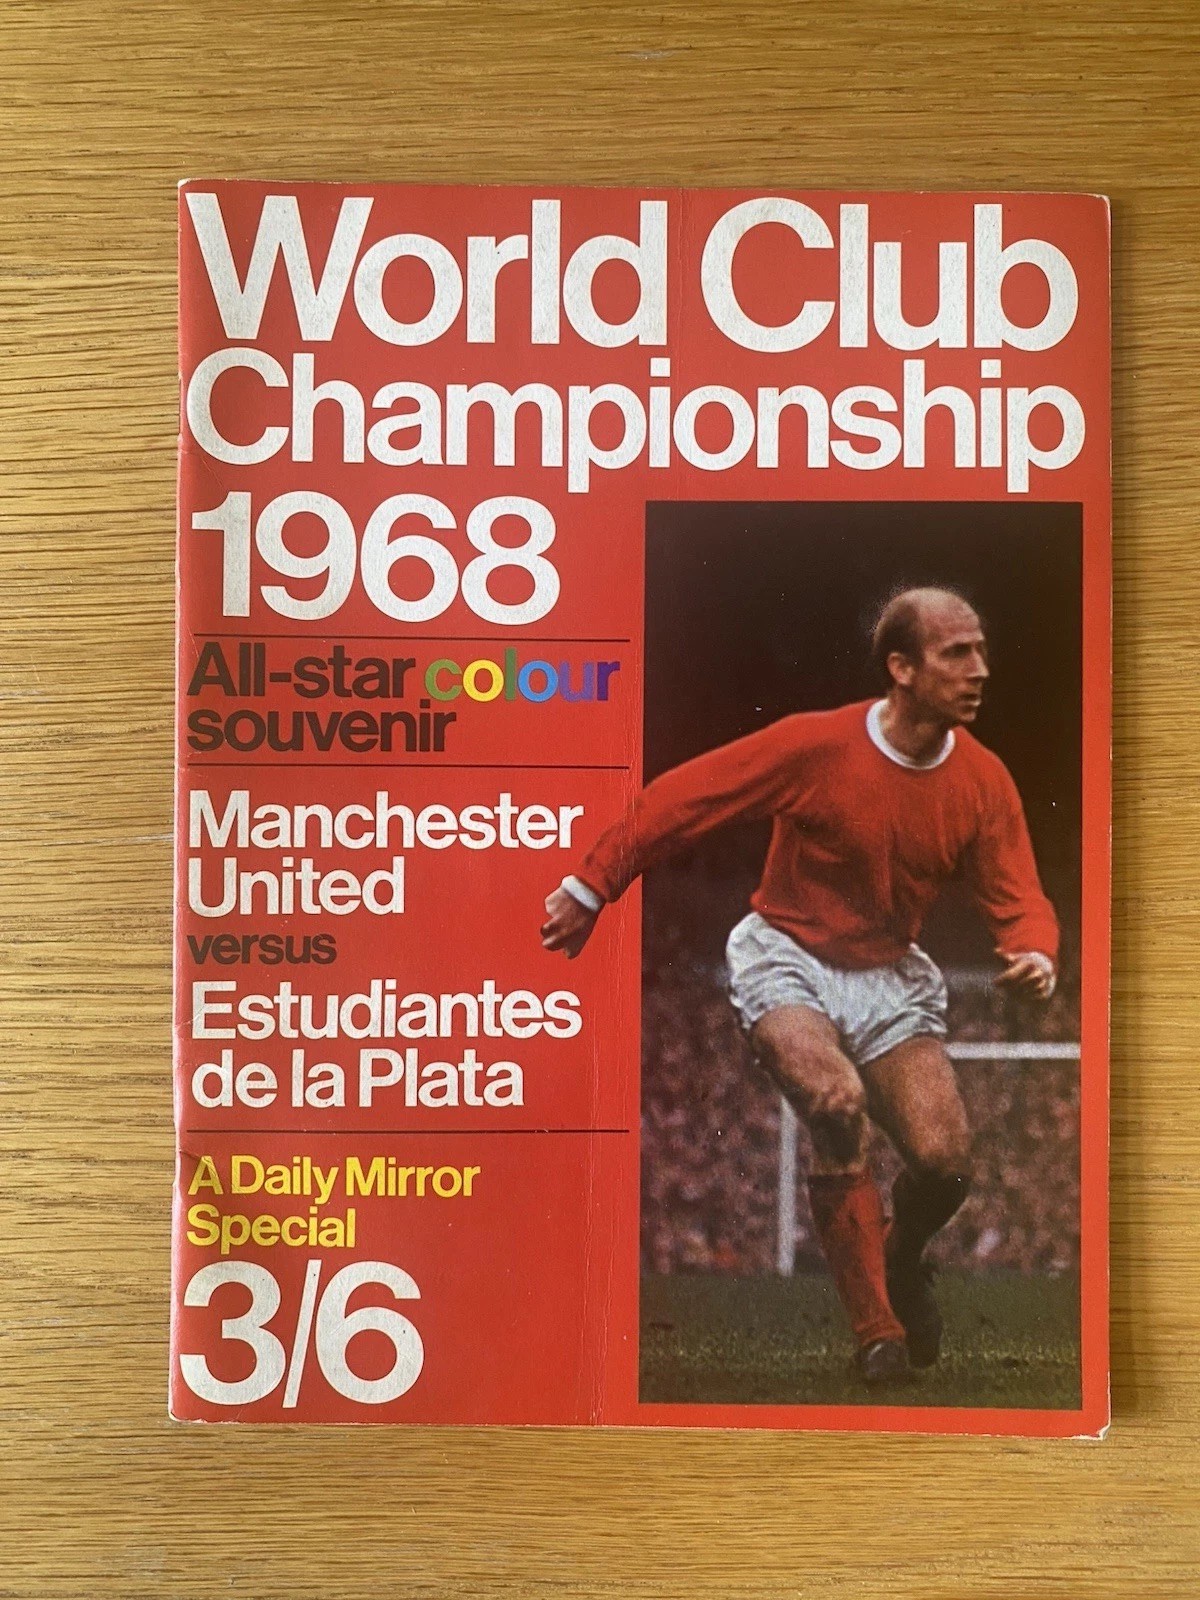 World Club
Championship
1968
All-star colour
souvenir
Manchester
United
versus
Estudiantes
de la Plata
A Daily Mirror
Special
3/6